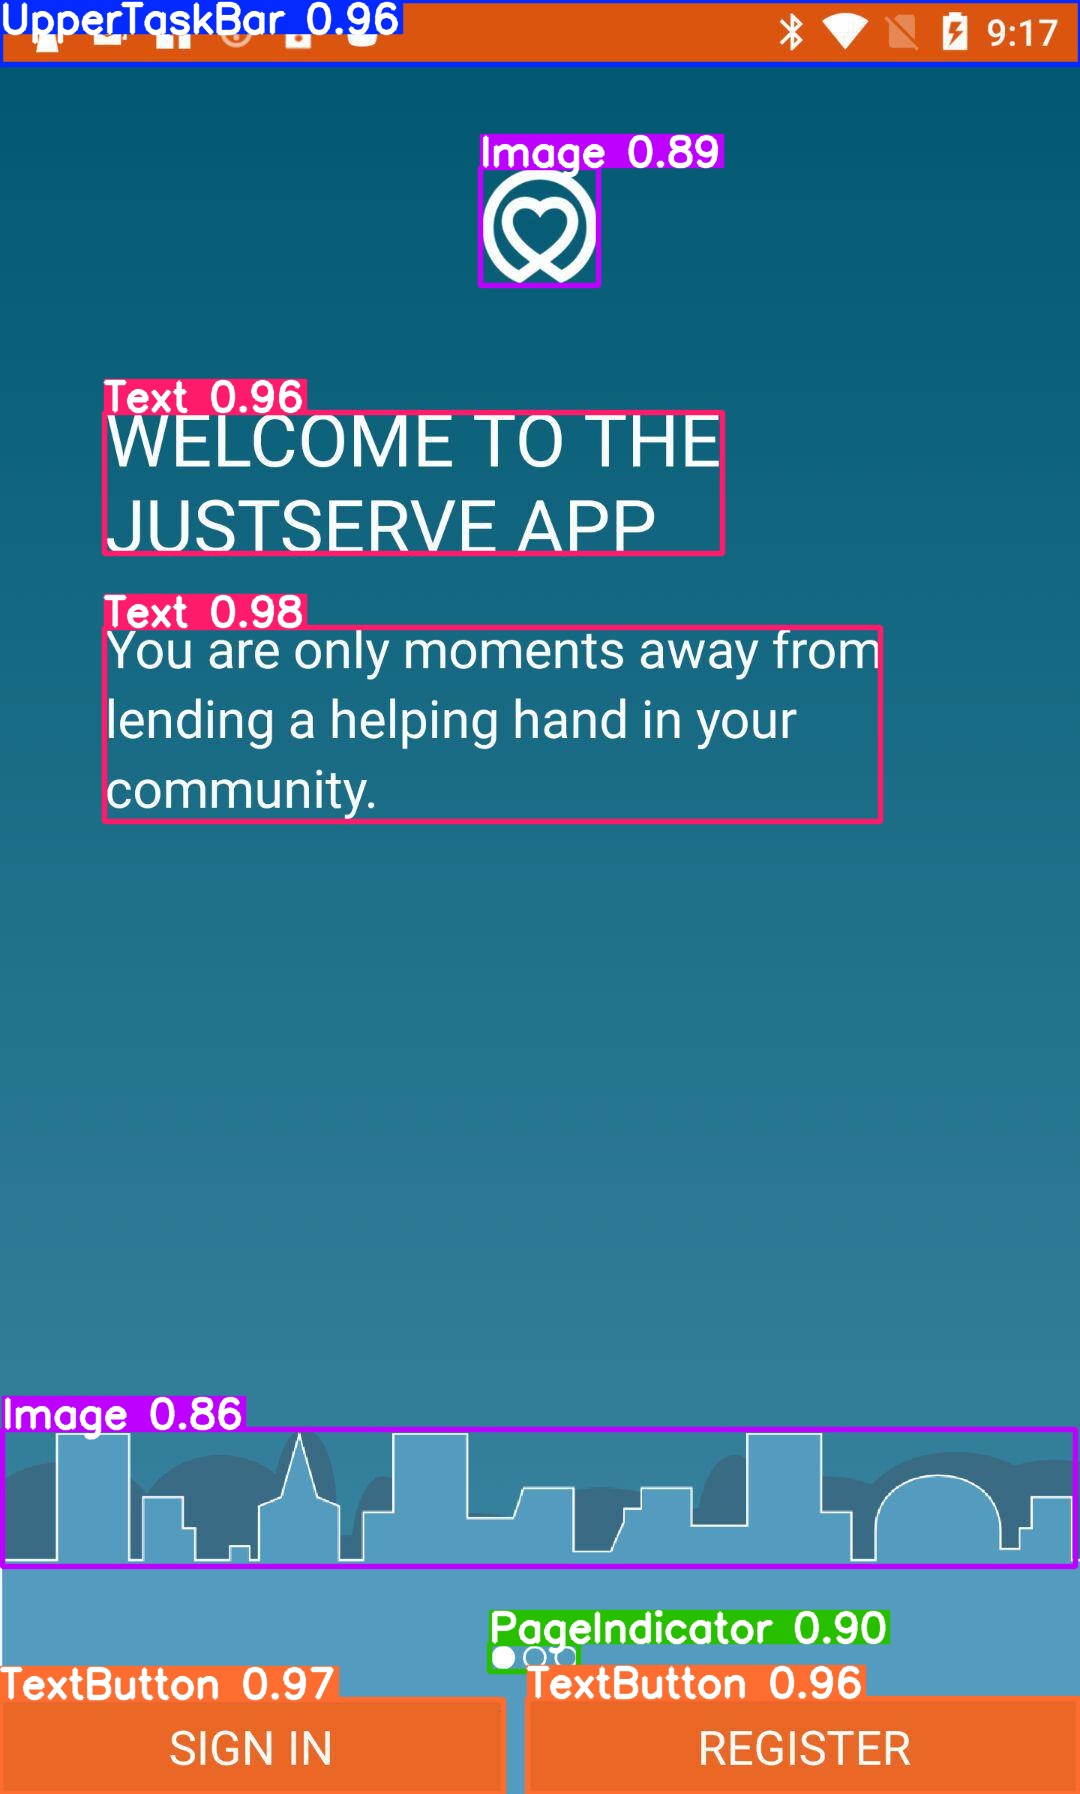 UpperTaskBar 0.96
9:17
Image 0.89
Text 0.96
WELCOME TO THE
JUSTSERVE APP
Text 0.98
You are only moments away from
lending a helping hand in your
community.
Image 0.86
PageIndicator 0.90
TextButton 0.97
TextButton 0.96
SIGN IN
REGISTER